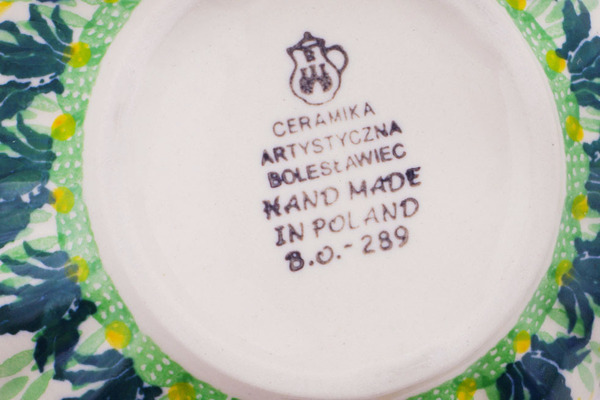 CERAMIKA
ARTYSTYCZNA
BOLESŁAWIEC
HAND MADE
IN POLAND
B.O.-289